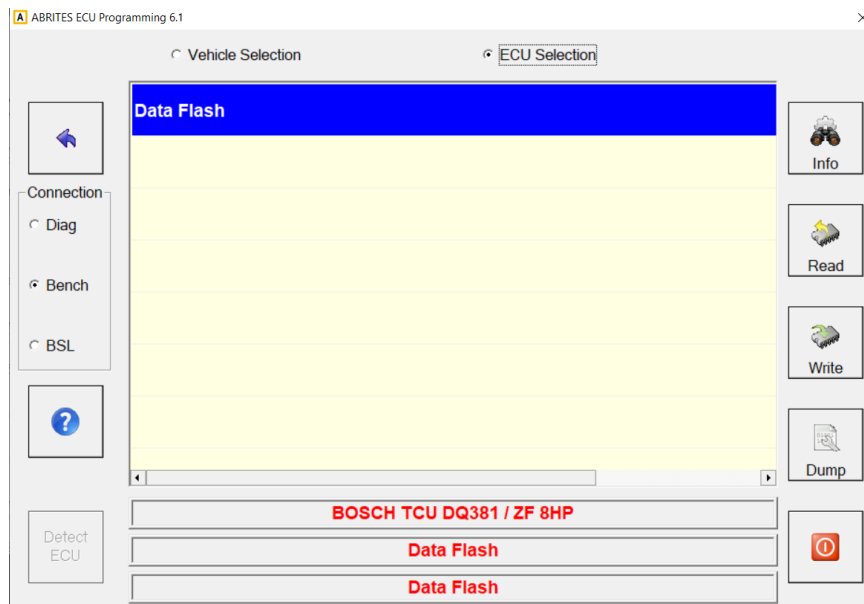 A ABRITES ECU Programming 6.1
Vehicle Selection
ECU Selection
Data Flash
Info
Connection
Diag
Read
Bench
BSL
Write
?
Dump
BOSCH TCU DQ381 / ZF 8HP
Detect
ECU
Data Flash
Data Flash